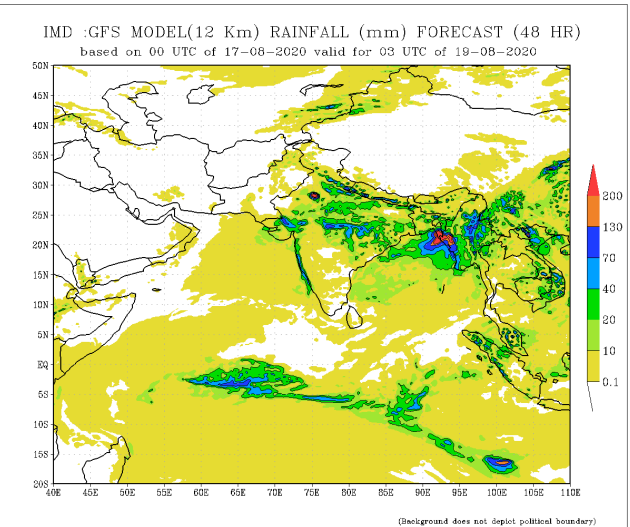 IMD :GFS MODEL(12 Km) RAINFALL (mm) FORECAST (48 HR)
based on 00 UTC of 17-08-2020 valid for 03 UTC of 19-08-2020
50N
45N
40N
35N
30N
25N
20N
15N
10N
5N
EQ
5S
10S
15S
20S
40E 45E 50E 55E 60E 65E 70E 75E 80E 85E 90E 95E 100E 105E 110E
200
130
70
40
20
10
0.1
(Background does not depict political boundary)